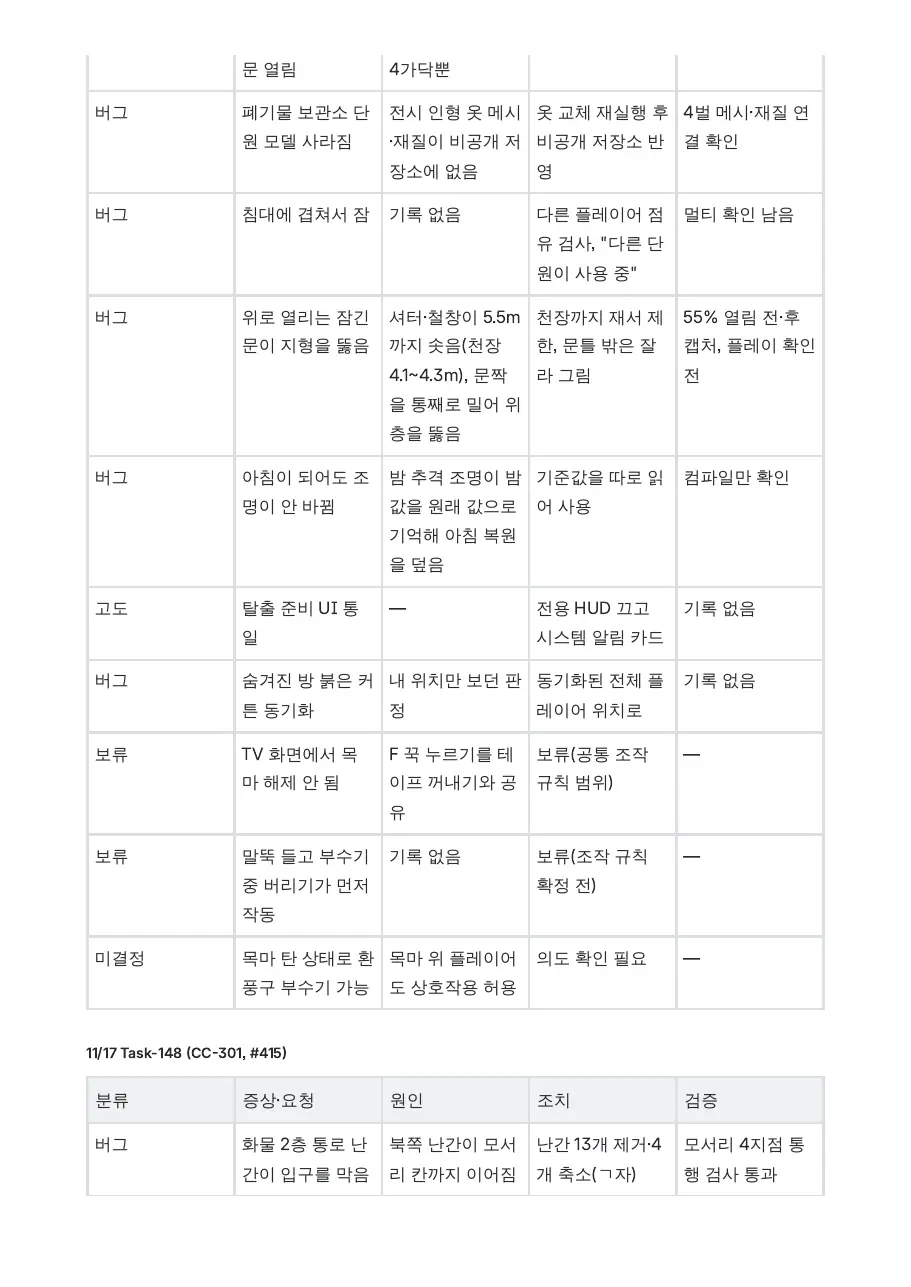 문 열림
4가닥뿐
버그
폐기물 보관소 단
원 모델 사라짐
전시 인형 옷 메시
·재질이 비공개 저
장소에 없음
옷 교체 재실행 후
비공개 저장소 반
영
4벌 메시·재질 연
결 확인
버그
침대에 겹쳐서 잠
기록 없음
다른 플레이어 점
유 검사, "다른 단
원이 사용 중"
멀티 확인 남음
버그
위로 열리는 잠긴
문이 지형을 뚫음
셔터·철창이 5.5m
까지 솟음(천장
4.1~4.3m), 문짝
을 통째로 밀어 위
층을 뚫음
천장까지 재서 제
한, 문틀 밖은 잘
라 그림
55% 열림 전·후
캡처, 플레이 확인
전
버그
아침이 되어도 조
명이 안 바뀜
밤 추격 조명이 밤
값을 원래 값으로
기억해 아침 복원
을 덮음
기준값을 따로 읽
어 사용
컴파일만 확인
고도
탈출 준비 UI 통
일
—
전용 HUD 끄고
시스템 알림 카드
기록 없음
버그
숨겨진 방 붉은 커
튼 동기화
내 위치만 보던 판
정
동기화된 전체 플
레이어 위치로
기록 없음
보류
TV 화면에서 목
마 해제 안 됨
F 꾹 누르기를 테
이프 꺼내기와 공
유
보류(공통 조작
규칙 범위)
—
보류
말뚝 들고 부수기
중 버리기가 먼저
작동
기록 없음
보류(조작 규칙
확정 전)
—
미결정
목마 탄 상태로 환
풍구 부수기 가능
목마 위 플레이어
도 상호작용 허용
의도 확인 필요
—
11/17 Task-148 (CC-301, #415)
분류
증상·요청
원인
조치
검증
버그
화물 2층 통로 난
간이 입구를 막음
북쪽 난간이 모서
리 칸까지 이어짐
난간 13개 제거·4
개 축소(ㄱ자)
모서리 4지점 통
행 검사 통과